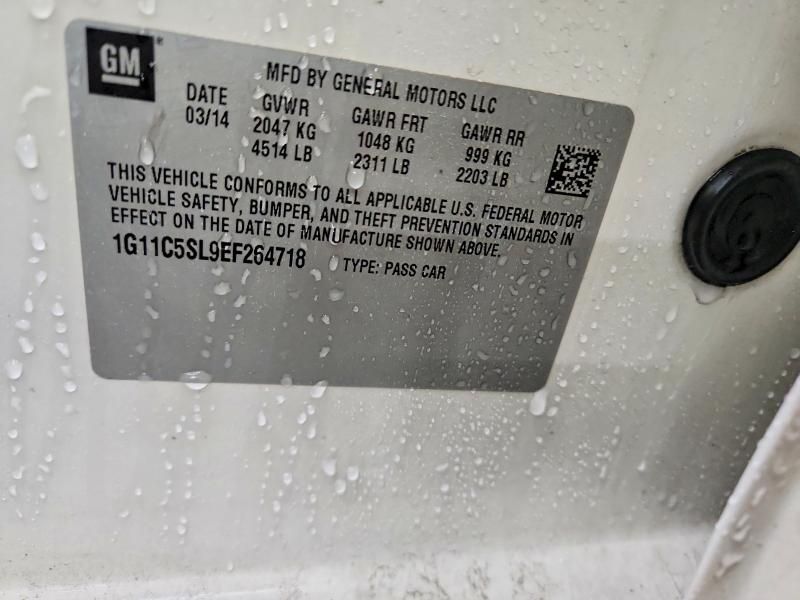 GM
MFD BY GENERAL MOTORS LLC
DATE GVWR GAWR FRT GAWR RR
03/14 2047 KG 1048 KG 999 KG
4514 LB 2311 LB 2203 LB
THIS VEHICLE CONFORMS TO ALL APPLICABLE U.S. FEDERAL MOTOR
VEHICLE SAFETY, BUMPER, AND THEFT PREVENTION STANDARDS IN
EFFECT ON THE DATE OF MANUFACTURE SHOWN ABOVE.
1G11C5SL9EF264718 TYPE: PASS CAR